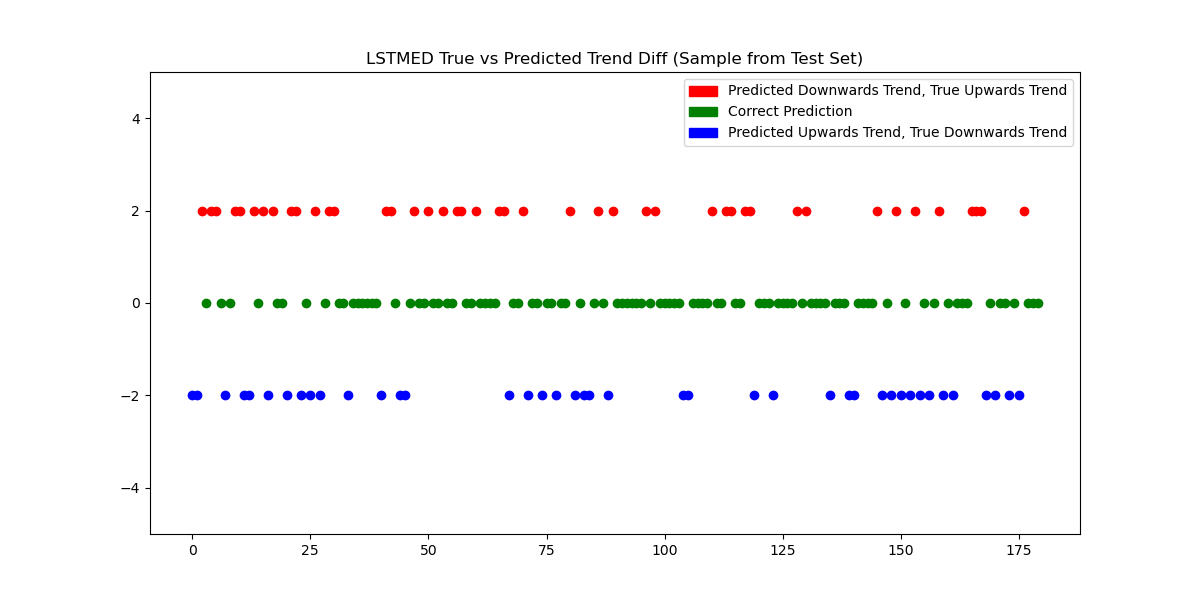 LSTMED True vs Predicted Trend Diff (Sample from Test Set)
Predicted Downwards Trend, True Upwards Trend
Correct Prediction
Predicted Upwards Trend, True Downwards Trend
4
2
0
−2
−4
0 25 50 75 100 125 150 175